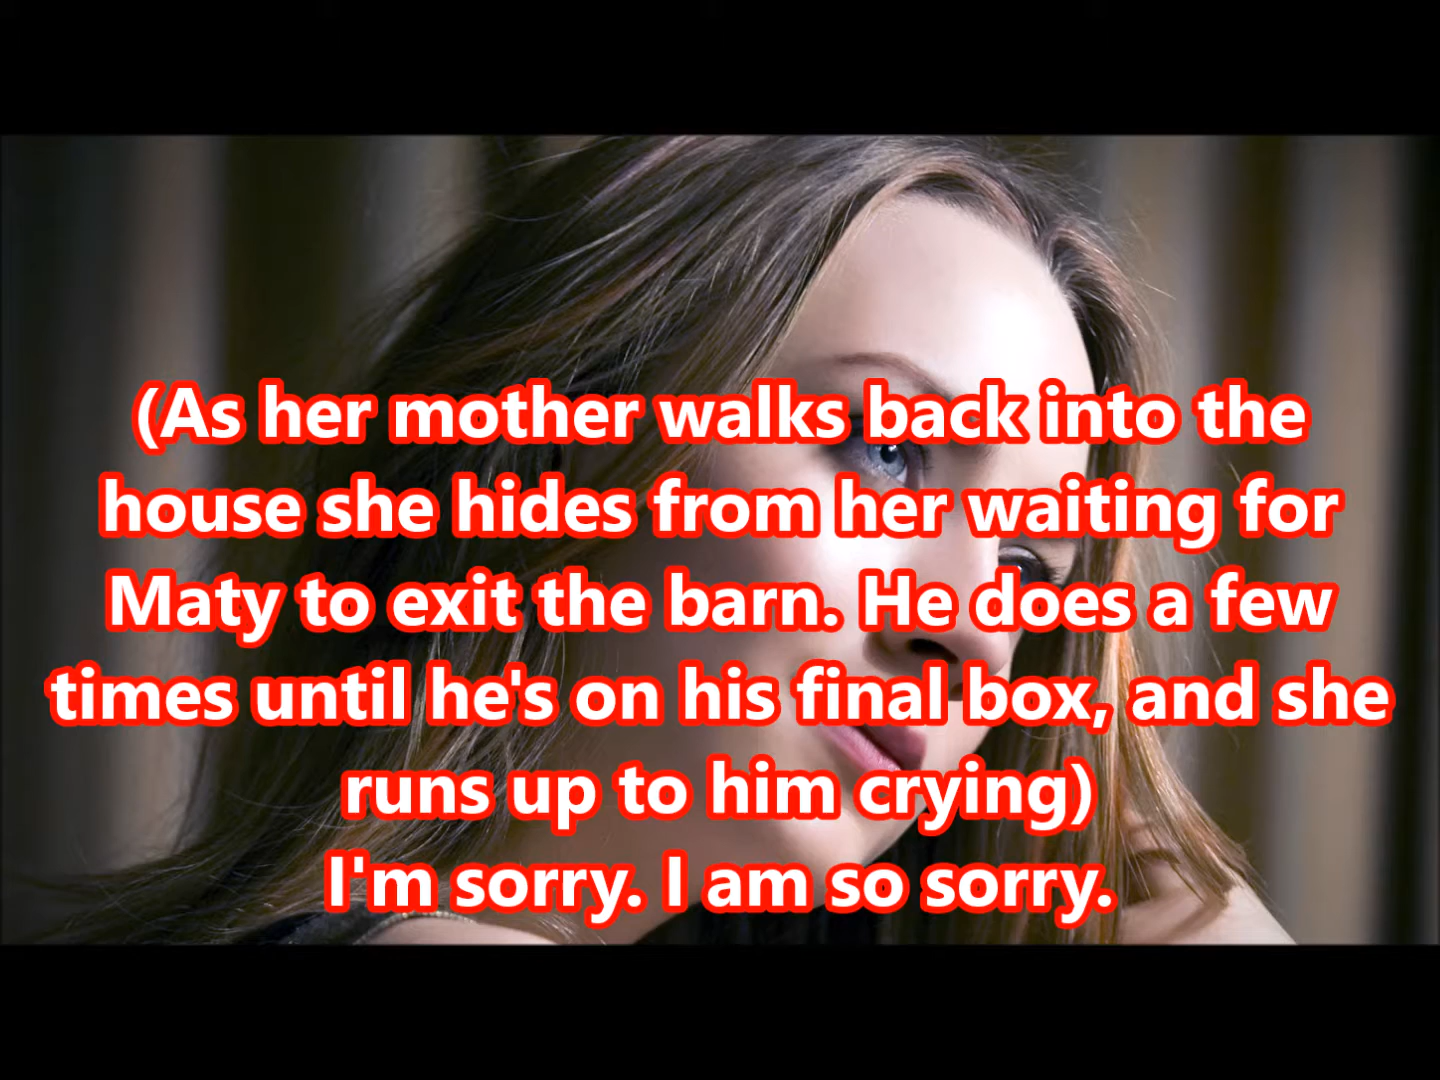 (As her mother walks back into the
house she hides from her waiting for
Maty to exit the barn. He does a few
times until he's on his final box, and she
runs up to him crying)
I'm sorry. I am so sorry.